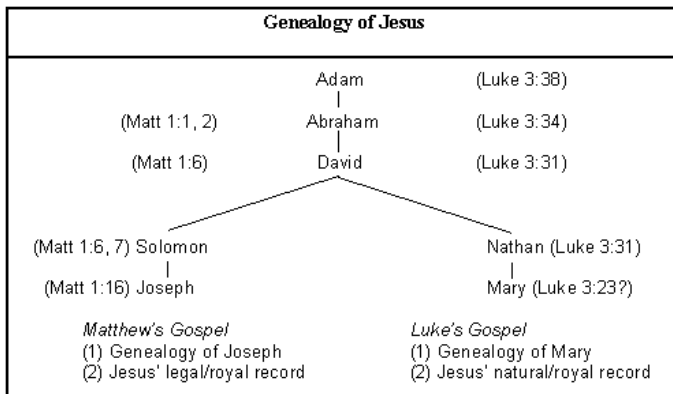 Genealogy of Jesus
Adam (Luke 3:38)
(Matt 1:1, 2) Abraham (Luke 3:34)
(Matt 1:6) David (Luke 3:31)
(Matt 1:6, 7) Solomon Nathan (Luke 3:31)
(Matt 1:16) Joseph Mary (Luke 3:23?)
Matthew's Gospel Luke's Gospel
(1) Genealogy of Joseph (1) Genealogy of Mary
(2) Jesus' legal/royal record (2) Jesus' natural/royal record